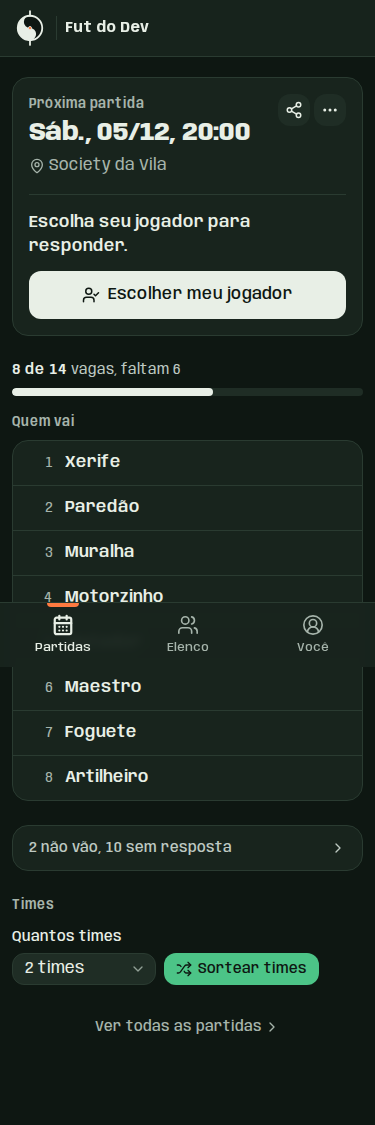 Fut do Dev
Próxima partida
Sáb., 05/12, 20:00
Society da Vila
Escolha seu jogador para
responder.
Escolher meu jogador
8 de 14 vagas, faltam 6
Quem vai
1 Xerife
2 Paredão
3 Muralha
4 Motorzinho
Partidas
Elenco
Você
6 Maestro
7 Foguete
8 Artilheiro
2 não vão, 10 sem resposta
Times
Quantos times
2 times
Sortear times
Ver todas as partidas